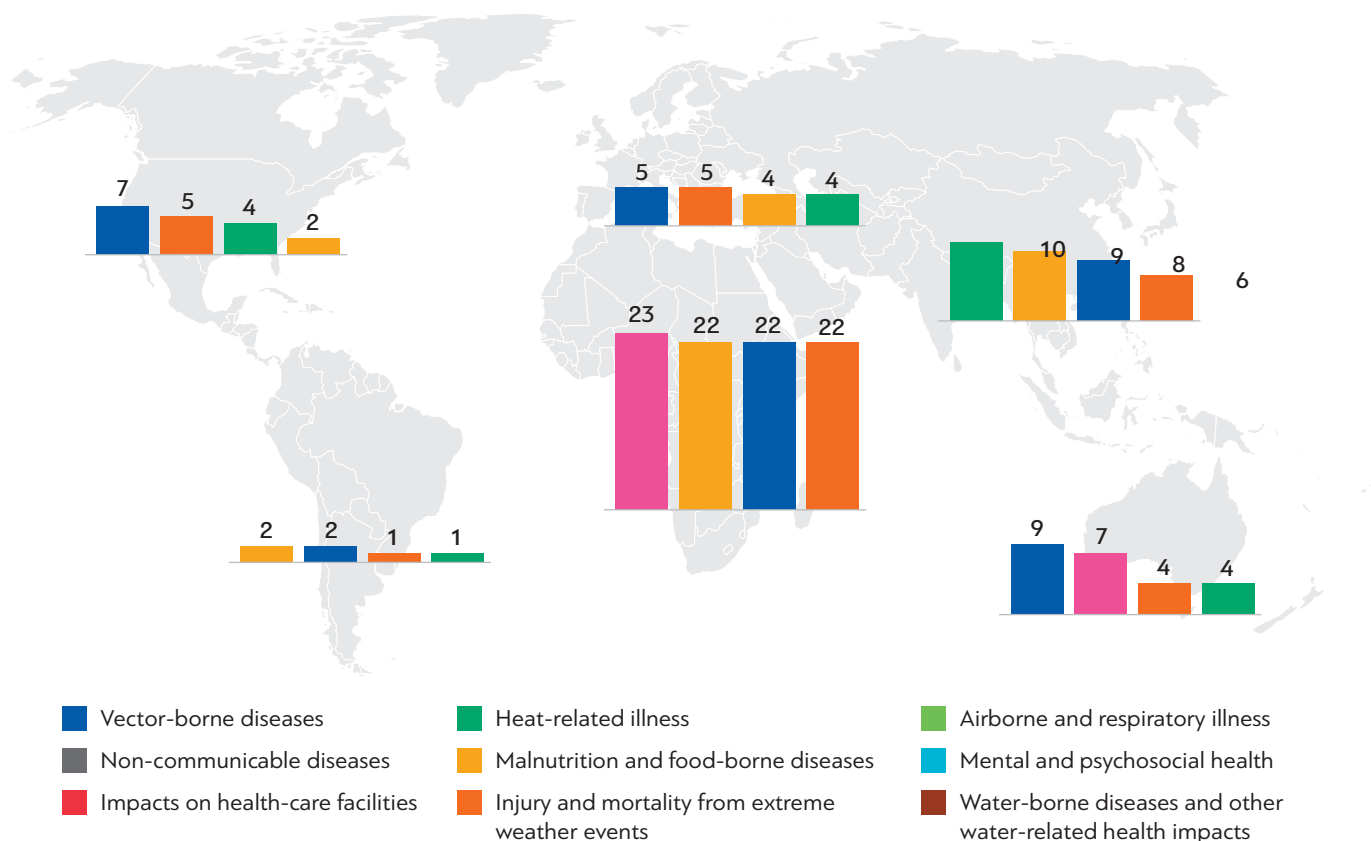 7
5
4
2
5
5
4
4
10
9
8
6
23
22
22
22
2
2
1
1
9
7
4
4
Vector-borne diseases
Non-communicable diseases
Impacts on health-care facilities
Heat-related illness
Malnutrition and food-borne diseases
Injury and mortality from extreme
weather events
Airborne and respiratory illness
Mental and psychosocial health
Water-borne diseases and other
water-related health impacts